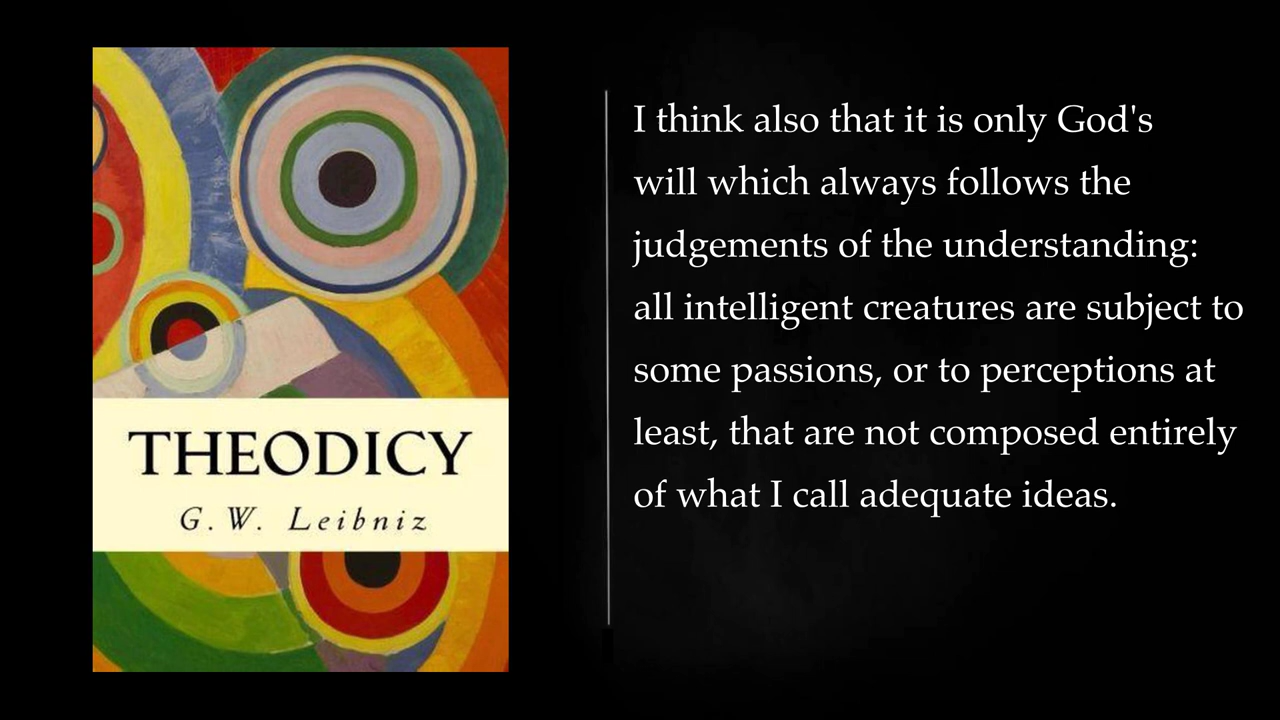 THEODICY
G. W. Leibniz
I think also that it is only God's
will which always follows the
judgements of the understanding:
all intelligent creatures are subject to
some passions, or to perceptions at
least, that are not composed entirely
of what I call adequate ideas.